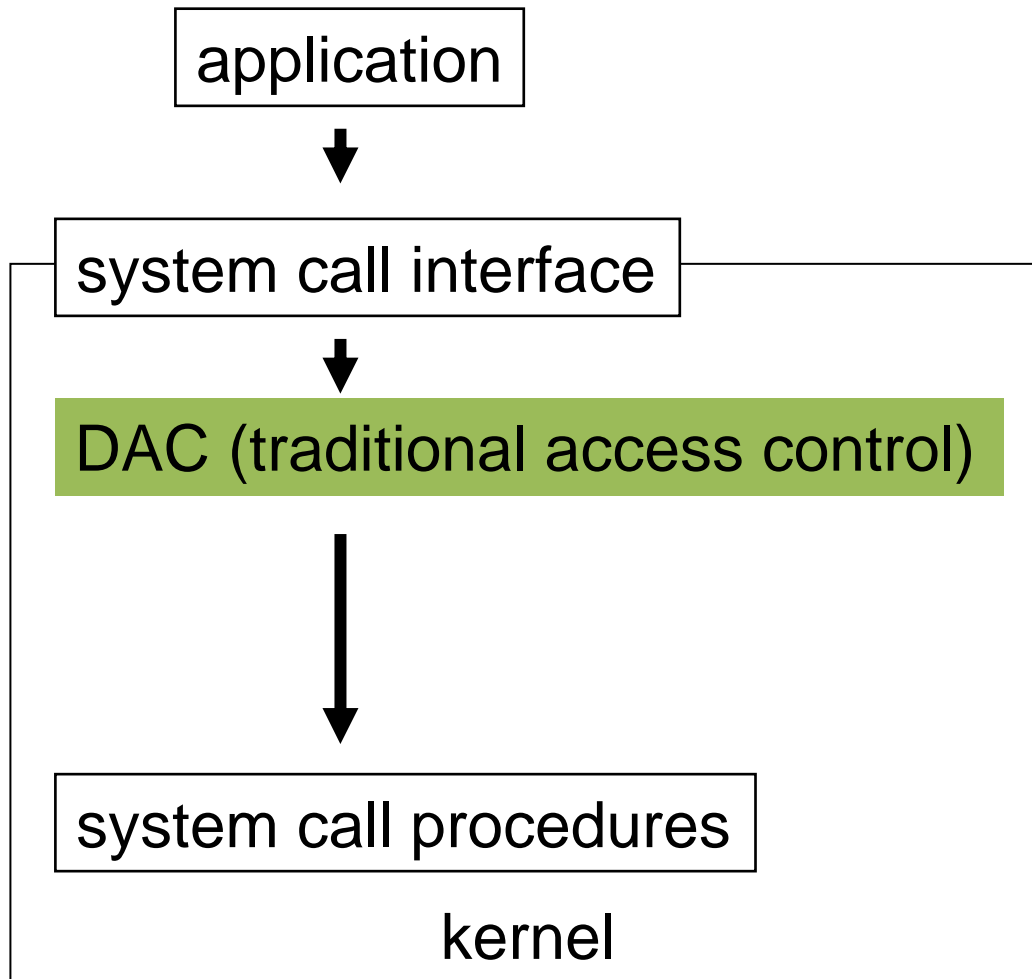 application
system call interface
DAC (traditional access control)
system call procedures
kernel